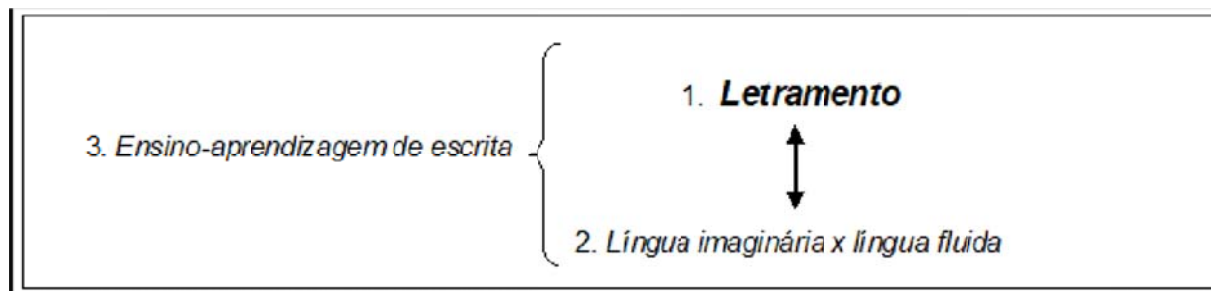 1. Letramento
3. Ensino-aprendizagem de escrita
2. Língua imaginária x língua fluida